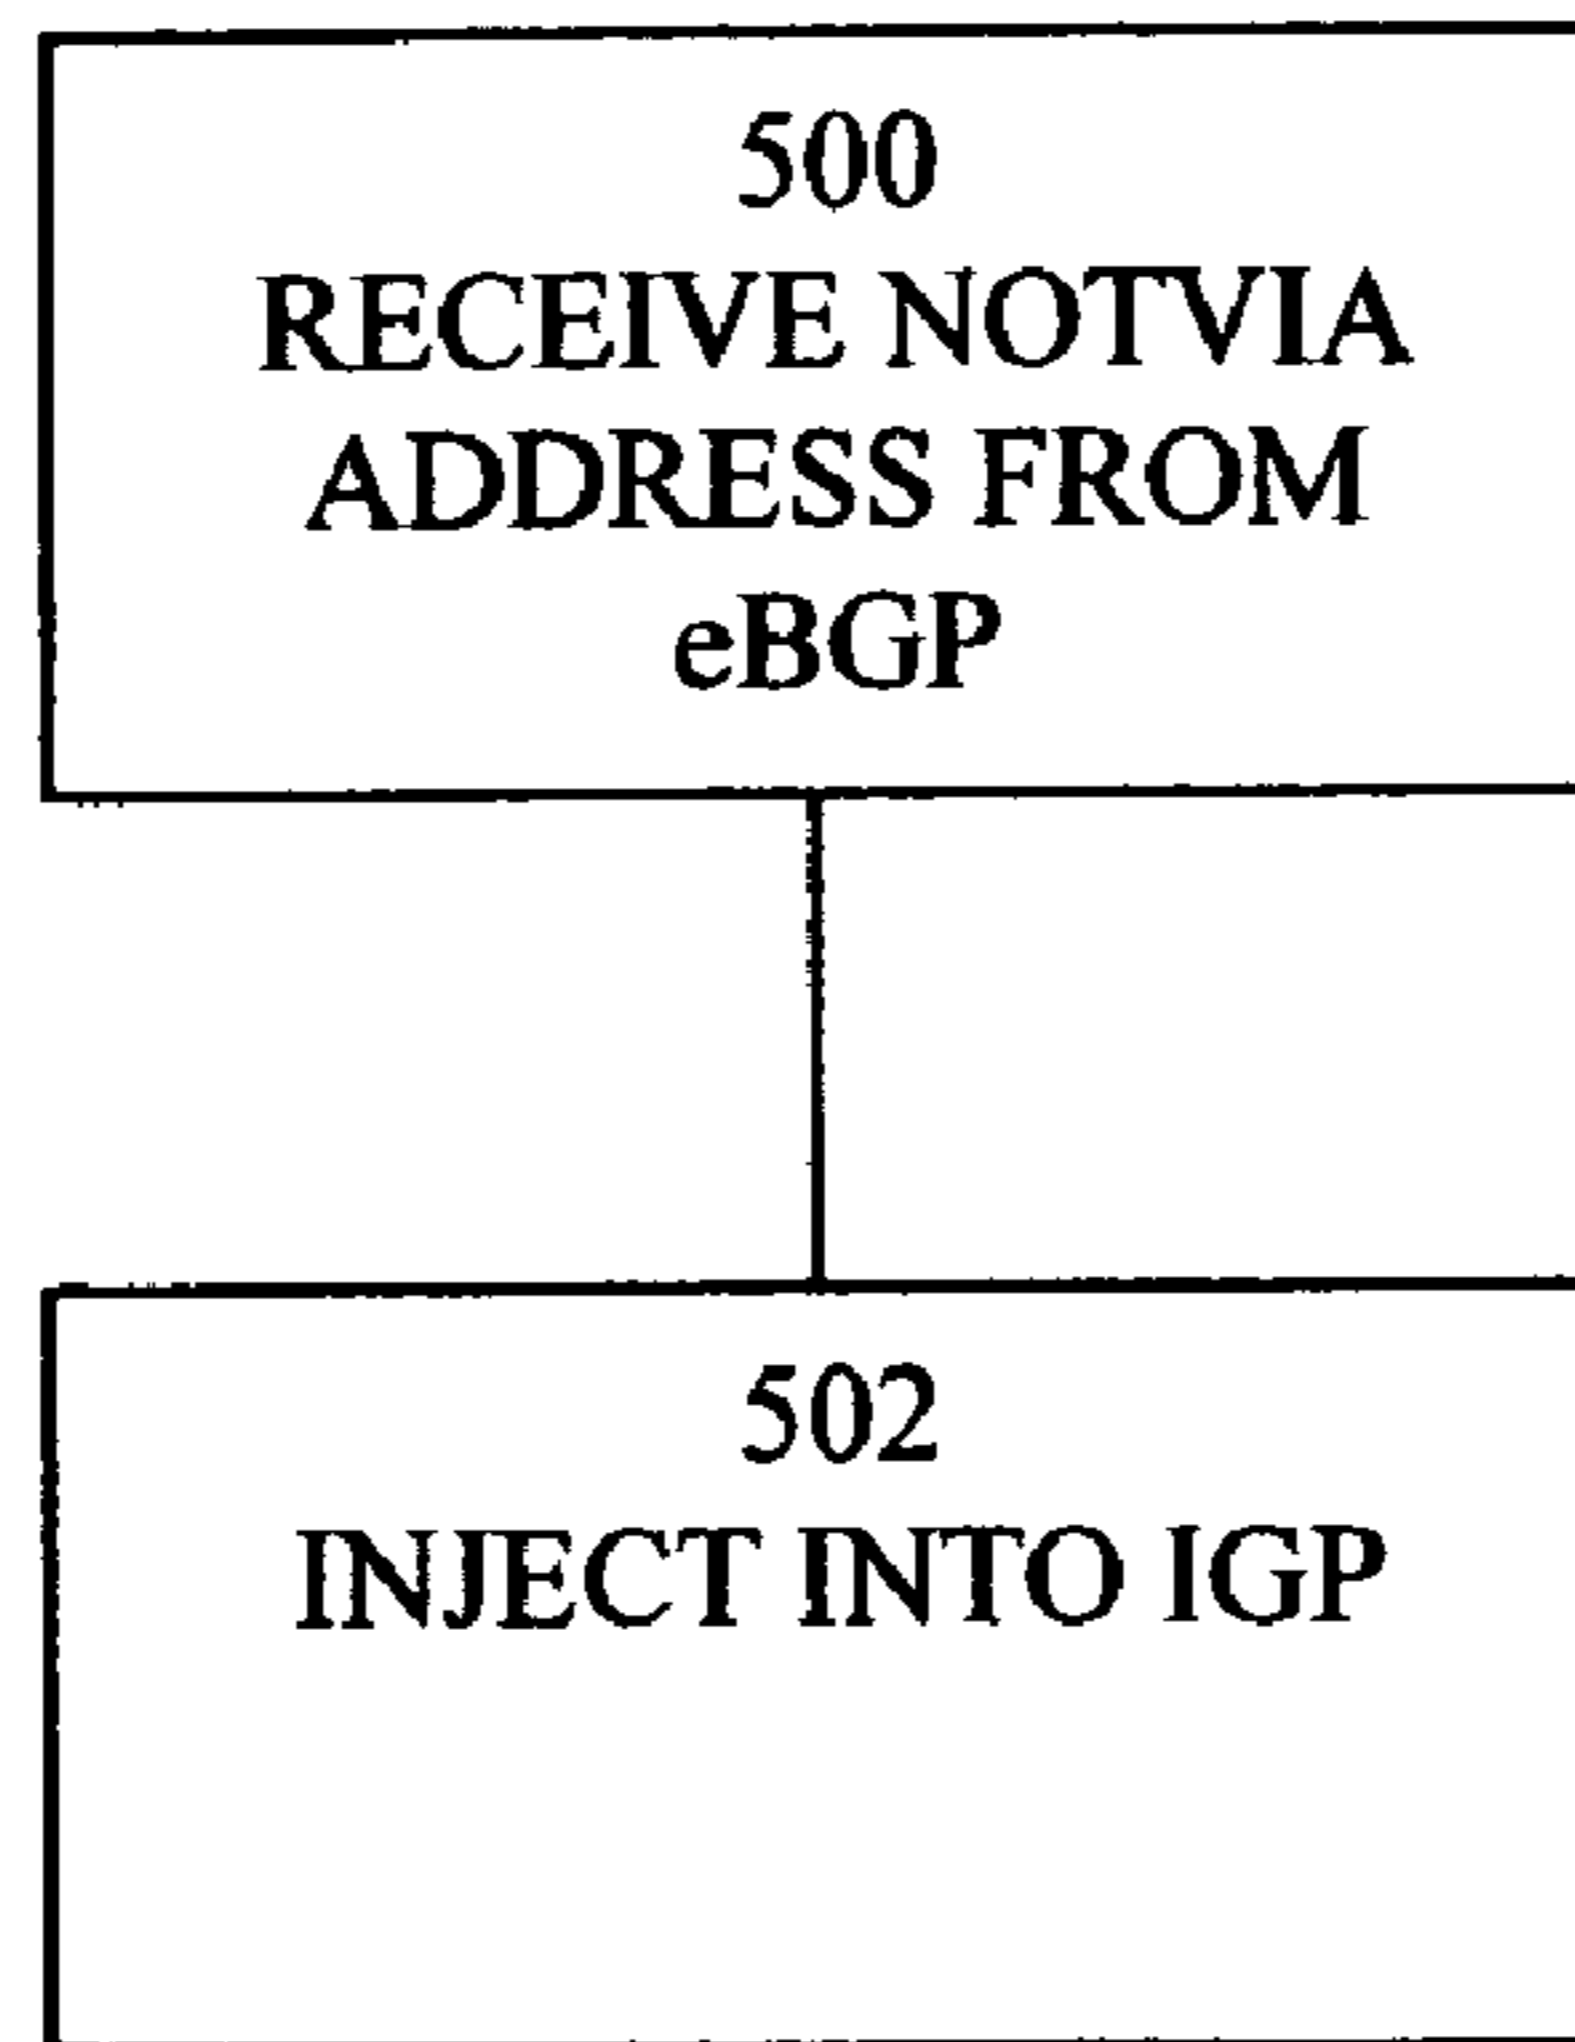 500
RECEIVE NOTVIA
ADDRESS FROM
eBGP
502
INJECT INTO IGP